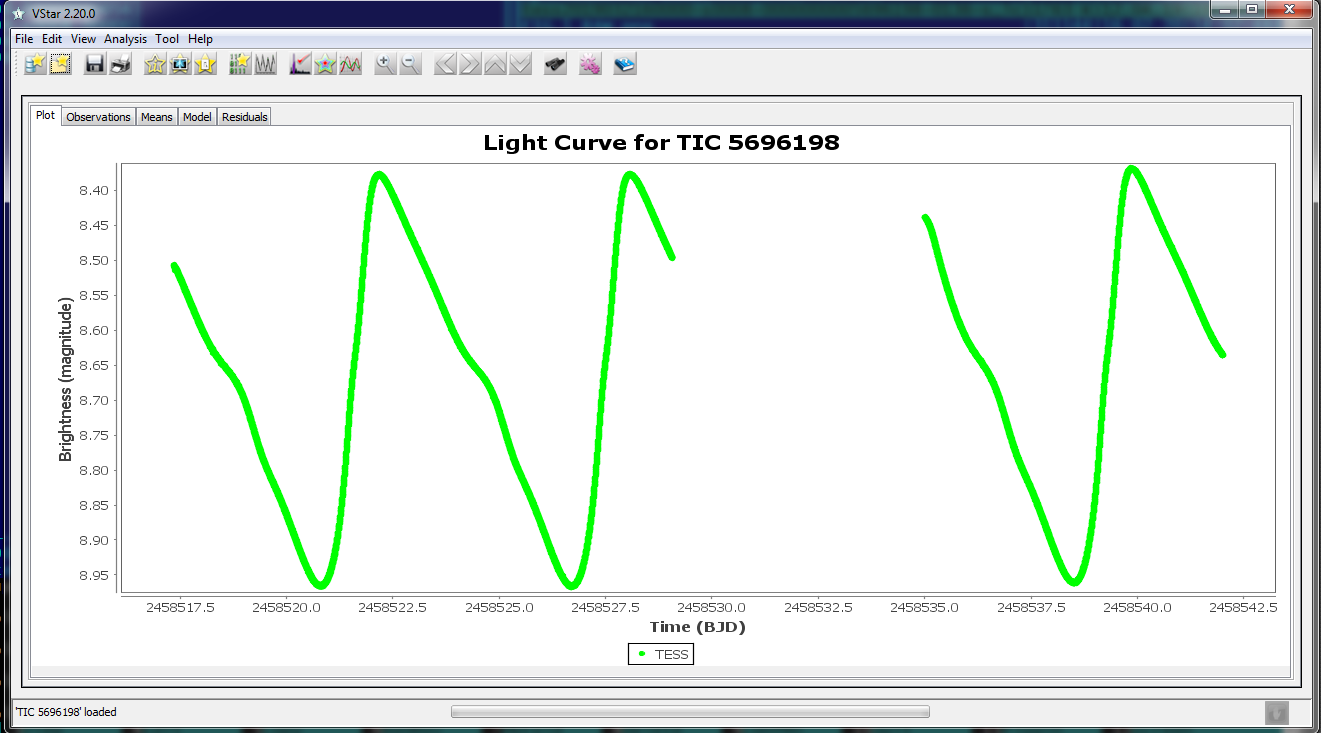 VStar 2.20.0
File Edit View Analysis Tool Help
Plot Observations Means Model Residuals
Light Curve for TIC 5696198
Brightness (magnitude)
8.40
8.45
8.50
8.55
8.60
8.65
8.70
8.75
8.80
8.85
8.90
8.95
2458517.5 2458520.0 2458522.5 2458525.0 2458527.5 2458530.0 2458532.5 2458535.0 2458537.5 2458540.0 2458542.5
Time (BJD)
TESS
'TIC 5696198' loaded